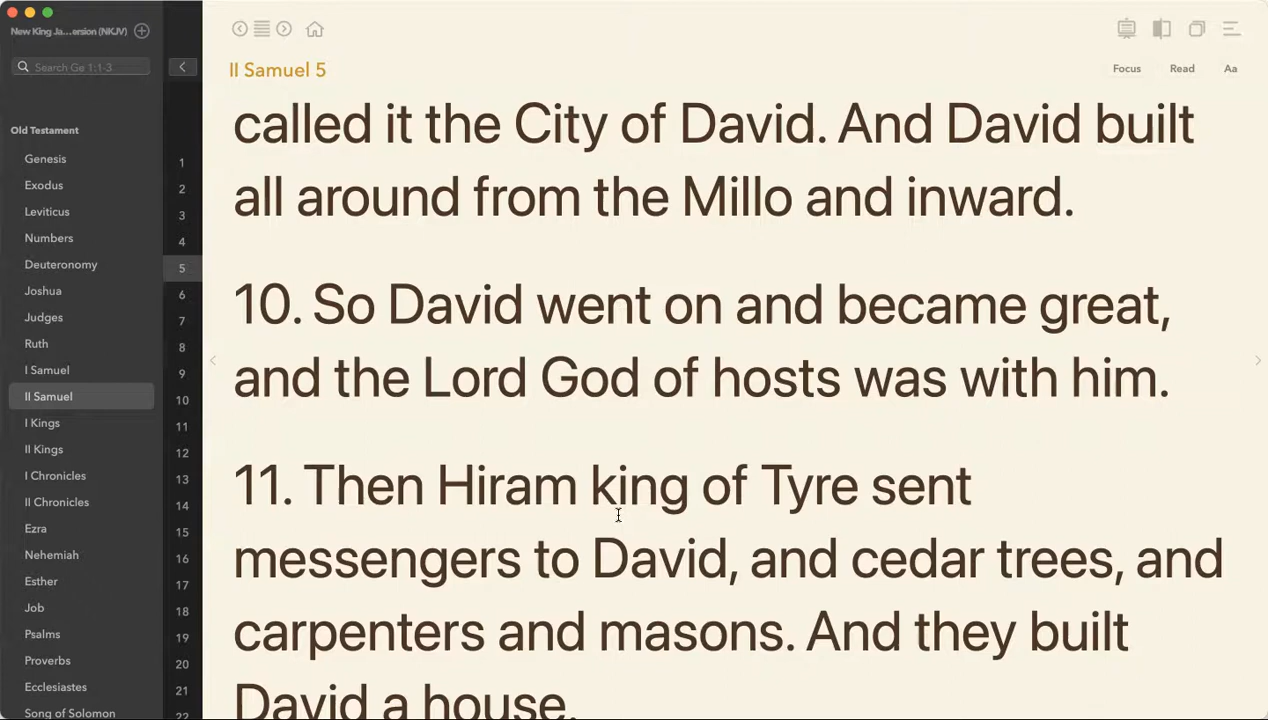 New King Ja...ersion (NKJV)
Search Ge 1:1-3
Old Testament
Genesis
Exodus
Leviticus
Numbers
Deuteronomy
Joshua
Judges
Ruth
I Samuel
II Samuel
I Kings
II Kings
I Chronicles
II Chronicles
Ezra
Nehemiah
Esther
Job
Psalms
Proverbs
Ecclesiastes
Song of Solomon
1
2
3
4
5
6
7
8
9
10
11
12
13
14
15
16
17
18
19
20
21
22
II Samuel 5
Focus
Read
Aa
called it the City of David. And David built
all around from the Millo and inward.
10. So David went on and became great,
and the Lord God of hosts was with him.
11. Then Hiram king of Tyre sent
messengers to David, and cedar trees, and
carpenters and masons. And they built
David a house.